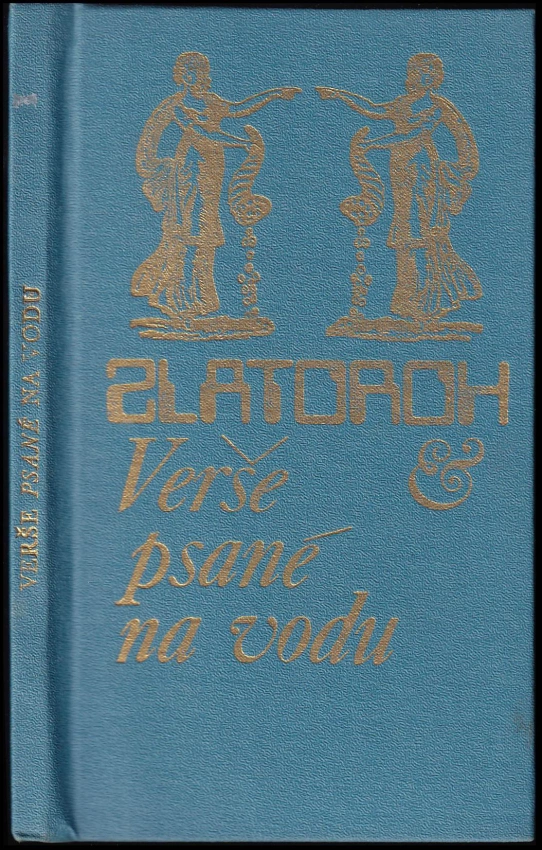 VERŠE PSANÉ NA VODU
ZLATOROH
Verše &
psané
na vodu